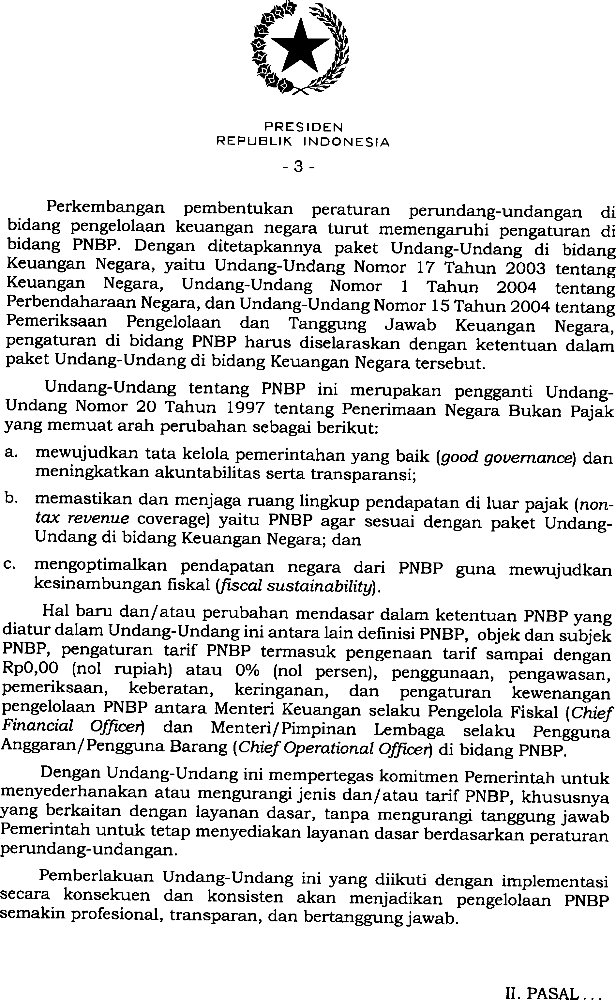 PRESIDEN
REPUBLIK INDONESIA
- 3 -
Perkembangan pembentukan peraturan perundang-undangan di
bidang pengelolaan keuangan negara turut memengaruhi pengaturan di
bidang PNBP. Dengan ditetapkannya paket Undang-Undang di bidang
Keuangan Negara, yaitu Undang-Undang Nomor 17 Tahun 2003 tentang
Keuangan Negara, Undang-Undang Nomor 1 Tahun 2004 tentang
Perbendaharaan Negara, dan Undang-Undang Nomor 15 Tahun 2004 tentang
Pemeriksaan Pengelolaan dan Tanggung Jawab Keuangan Negara,
pengaturan di bidang PNBP harus diselaraskan dengan ketentuan dalam
paket Undang-Undang di bidang Keuangan Negara tersebut.
Undang-Undang tentang PNBP ini merupakan pengganti Undang-
Undang Nomor 20 Tahun 1997 tentang Penerimaan Negara Bukan Pajak
yang memuat arah perubahan sebagai berikut:
a. mewujudkan tata kelola pemerintahan yang baik (good governance) dan
meningkatkan akuntabilitas serta transparansi;
b. memastikan dan menjaga ruang lingkup pendapatan di luar pajak (non-
tax revenue coverage) yaitu PNBP agar sesuai dengan paket Undang-
Undang di bidang Keuangan Negara; dan
c. mengoptimalkan pendapatan negara dari PNBP guna mewujudkan
kesinambungan fiskal (fiscal sustainability).
Hal baru dan/atau perubahan mendasar dalam ketentuan PNBP yang
diatur dalam Undang-Undang ini antara lain definisi PNBP, objek dan subjek
PNBP, pengaturan tarif PNBP termasuk pengenaan tarif sampai dengan
Rp0,00 (nol rupiah) atau 0% (nol persen), penggunaan, pengawasan,
pemeriksaan, keberatan, keringanan, dan pengaturan kewenangan
pengelolaan PNBP antara Menteri Keuangan selaku Pengelola Fiskal (Chief
Financial Officer) dan Menteri/Pimpinan Lembaga selaku Pengguna
Anggaran/Pengguna Barang (Chief Operational Officer) di bidang PNBP.
Dengan Undang-Undang ini mempertegas komitmen Pemerintah untuk
menyederhanakan atau mengurangi jenis dan/atau tarif PNBP, khususnya
yang berkaitan dengan layanan dasar, tanpa mengurangi tanggung jawab
Pemerintah untuk tetap menyediakan layanan dasar berdasarkan peraturan
perundang-undangan.
Pemberlakuan Undang-Undang ini yang diikuti dengan implementasi
secara konsekuen dan konsisten akan menjadikan pengelolaan PNBP
semakin profesional, transparan, dan bertanggung jawab.
II. PASAL . . .